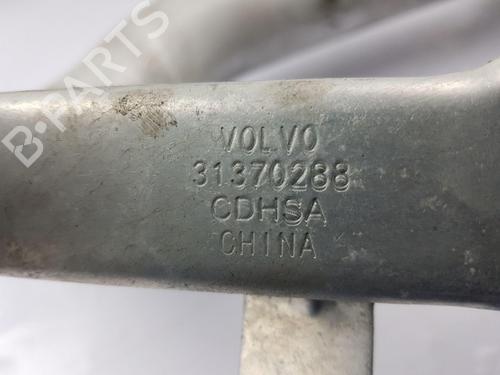 B-PARTS
VOLVO
31370288
CDHSA
CHINA